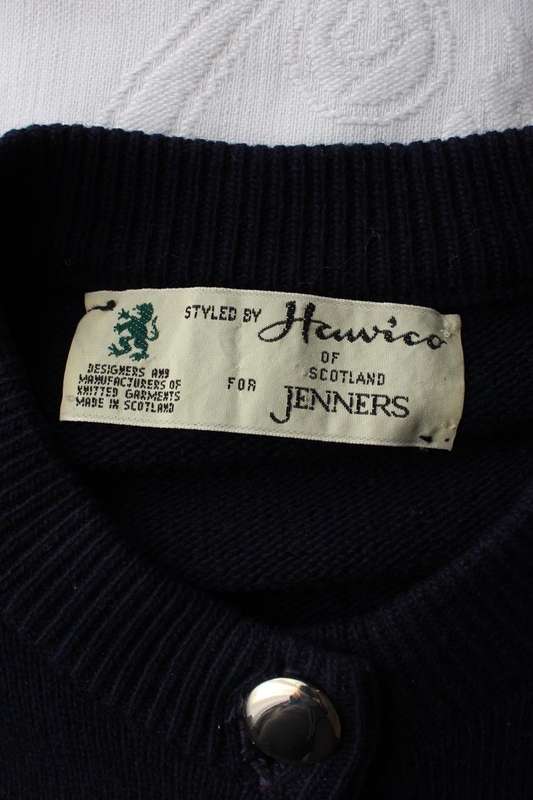 STYLED BY Hawico
OF
SCOTLAND
FOR
JENNERS
DESIGNERS AND
MANUFACTURERS OF
KNITTED GARMENTS
MADE IN SCOTLAND